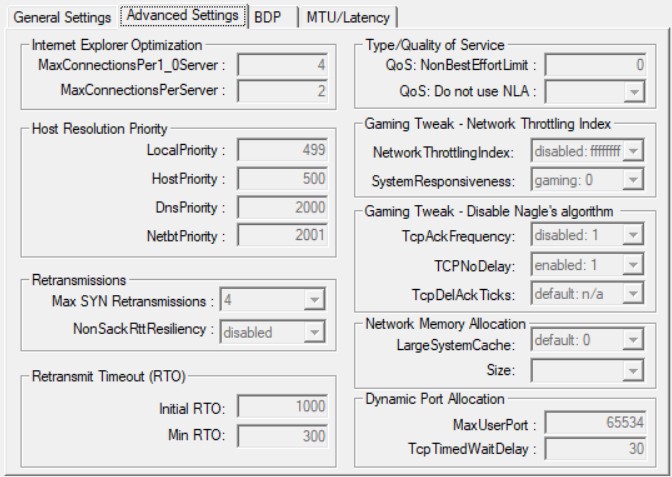 General Settings Advanced Settings BDP MTU/Latency
Internet Explorer Optimization
MaxConnectionsPer1_0Server : 4
MaxConnectionsPerServer : 2
Host Resolution Priority
LocalPriority : 499
HostPriority : 500
DnsPriority : 2000
NetbtPriority : 2001
Retransmissions
Max SYN Retransmissions : 4
NonSackRttResiliency : disabled
Retransmit Timeout (RTO)
Initial RTO: 1000
Min RTO: 300
Type/Quality of Service
QoS: NonBestEffortLimit : 0
QoS: Do not use NLA :
Gaming Tweak - Network Throttling Index
NetworkThrottlingIndex: disabled: ffffffff
SystemResponsiveness: gaming: 0
Gaming Tweak - Disable Nagle's algorithm
TcpAckFrequency: disabled: 1
TCPNoDelay: enabled: 1
TcpDelAckTicks: default: n/a
Network Memory Allocation
LargeSystemCache: default: 0
Size:
Dynamic Port Allocation
MaxUserPort : 65534
TcpTimedWaitDelay : 30